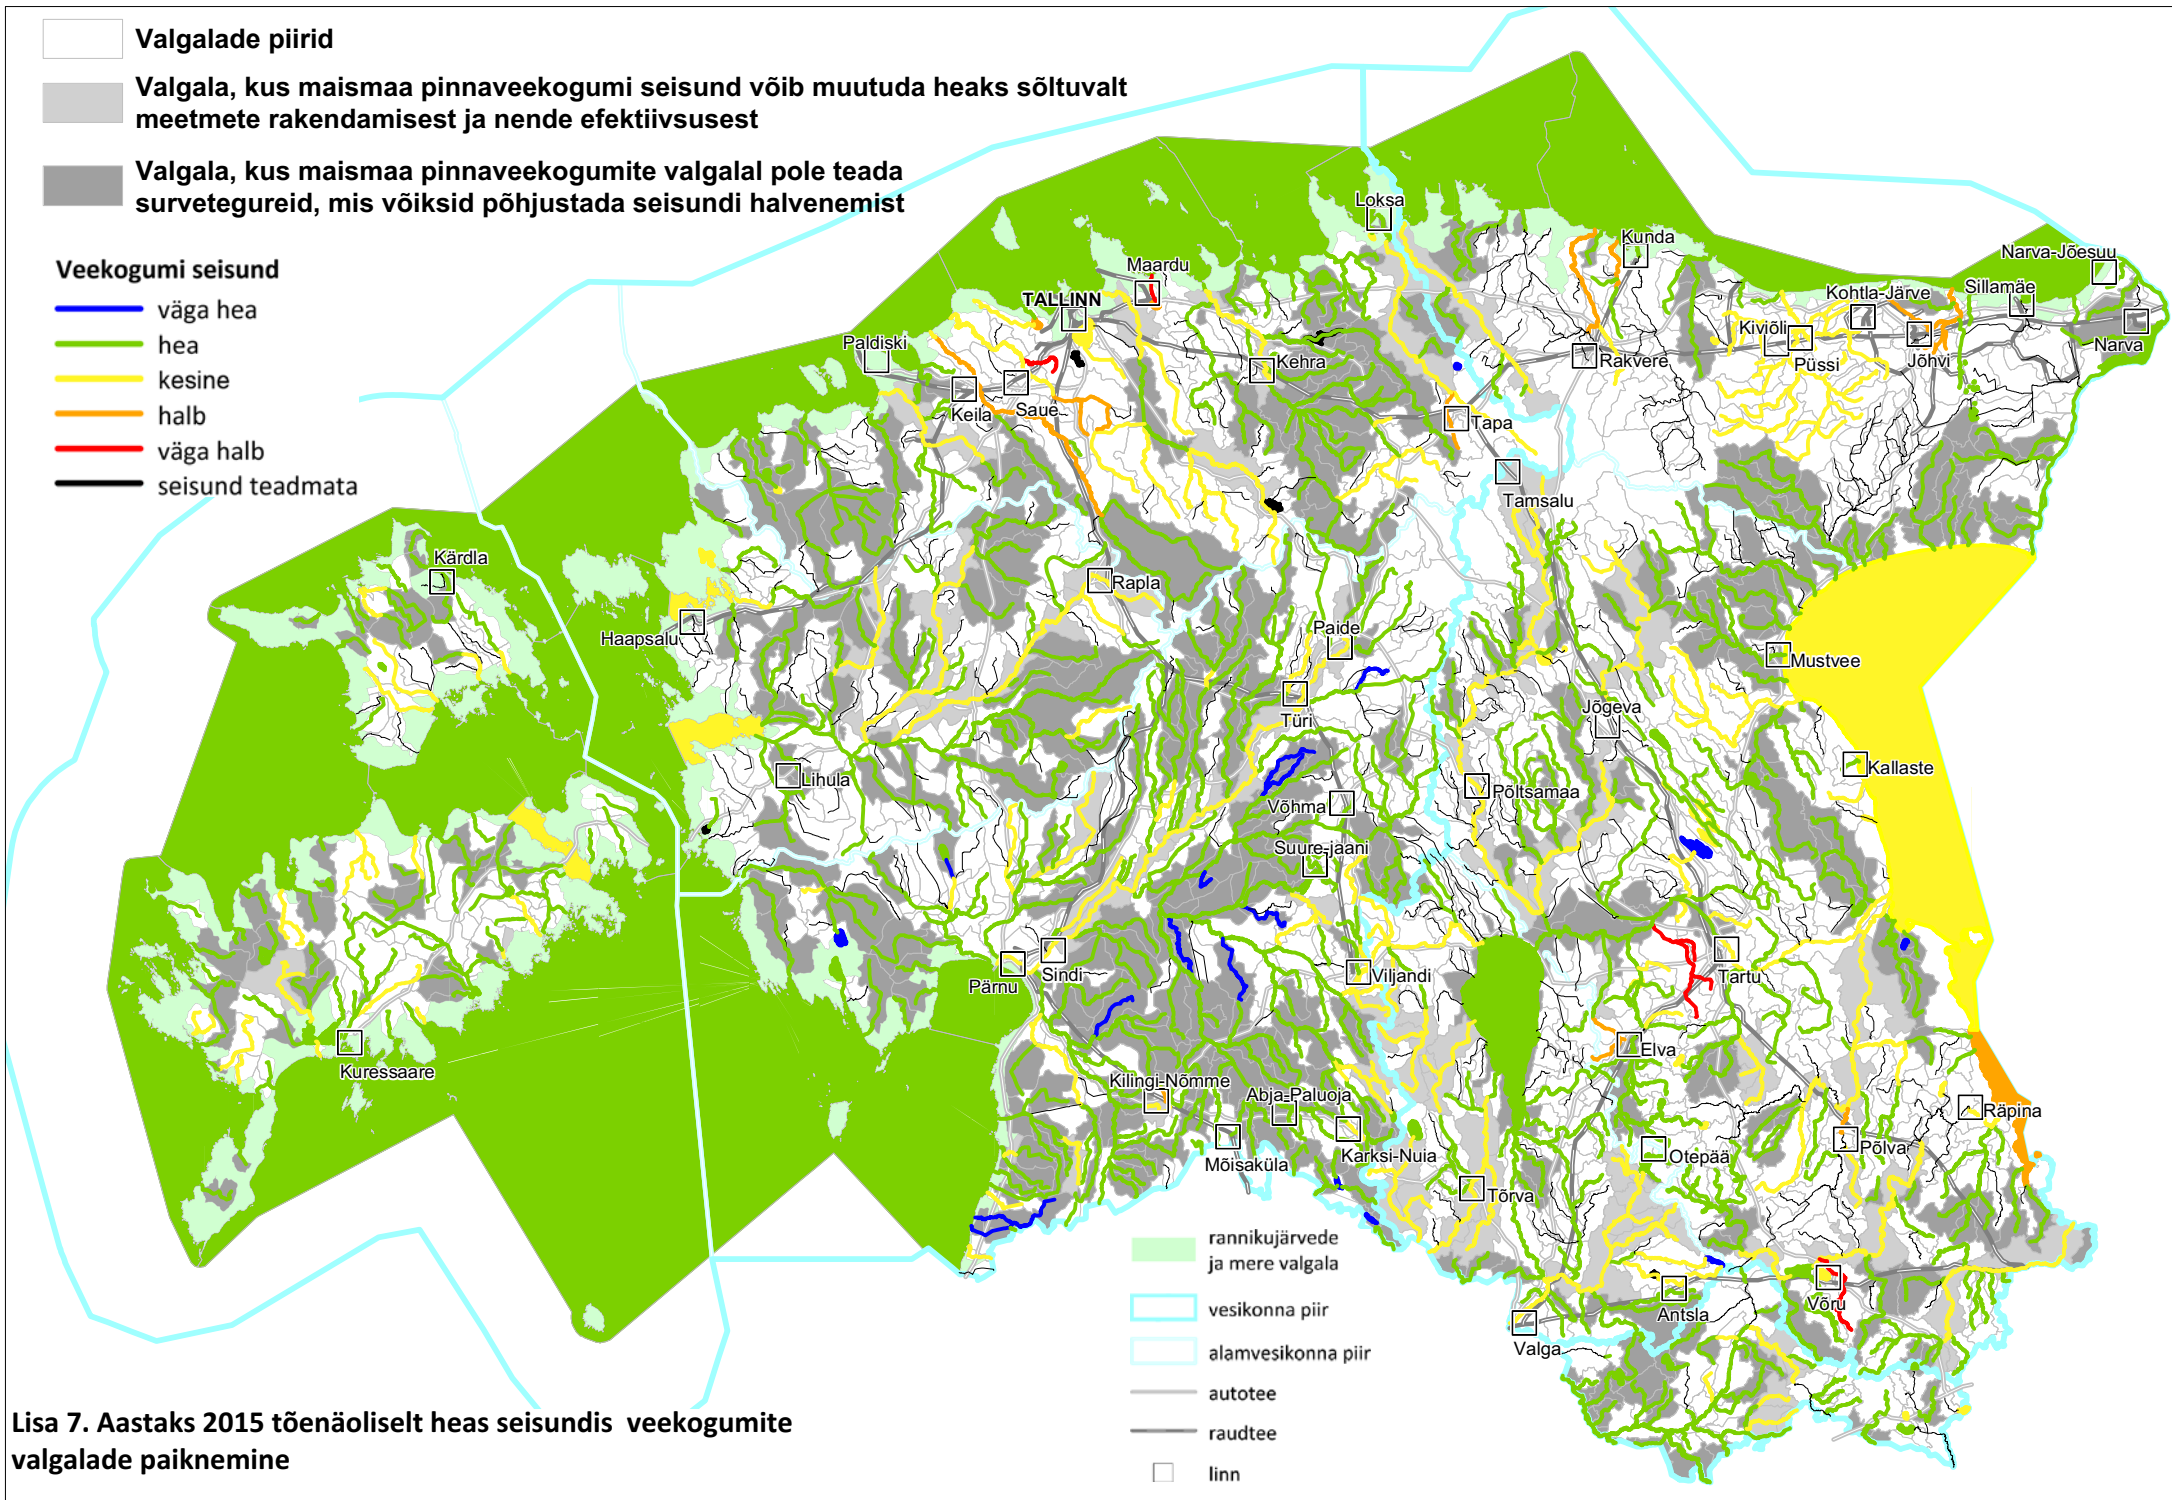 Valgalade piirid
Valgala, kus maismaa pinnaveekogumi seisund võib muutuda heaks sõltuvalt
meetmete rakendamisest ja nende efektiivsusest
Valgala, kus maismaa pinnaveekogumite valgalal pole teada
survetegureid, mis võiksid põhjustada seisundi halvenemist
Veekogumi seisund
väga hea
hea
kesine
halb
väga halb
seisund teadmata
Loksa
Kunda
Narva-Jõesuu
Maardu
TALLINN
Kohtla-Järve
Sillamäe
Kiviõli
Püssi
Jõhvi
Narva
Paldiski
Kehra
Rakvere
Keila
Saue
Tapa
Tamsalu
Kärdla
Rapla
Haapsalu
Paide
Mustvee
Türi
Jõgeva
Lihula
Kallaste
Põltsamaa
Võhma
Suure-jaani
Pärnu
Sindi
Viljandi
Tartu
Kuressaare
Elva
Kilingi-Nõmme
Abja-Paluoja
Räpina
Mõisaküla
Karksi-Nuia
Otepää
Põlva
Tõrva
Antsla
Võru
Valga
rannikujärvede
ja mere valgala
vesikonna piir
alamvesikonna piir
autotee
raudtee
linn
Lisa 7. Aastaks 2015 tõenäoliselt heas seisundis veekogumite
valgalade paiknemine